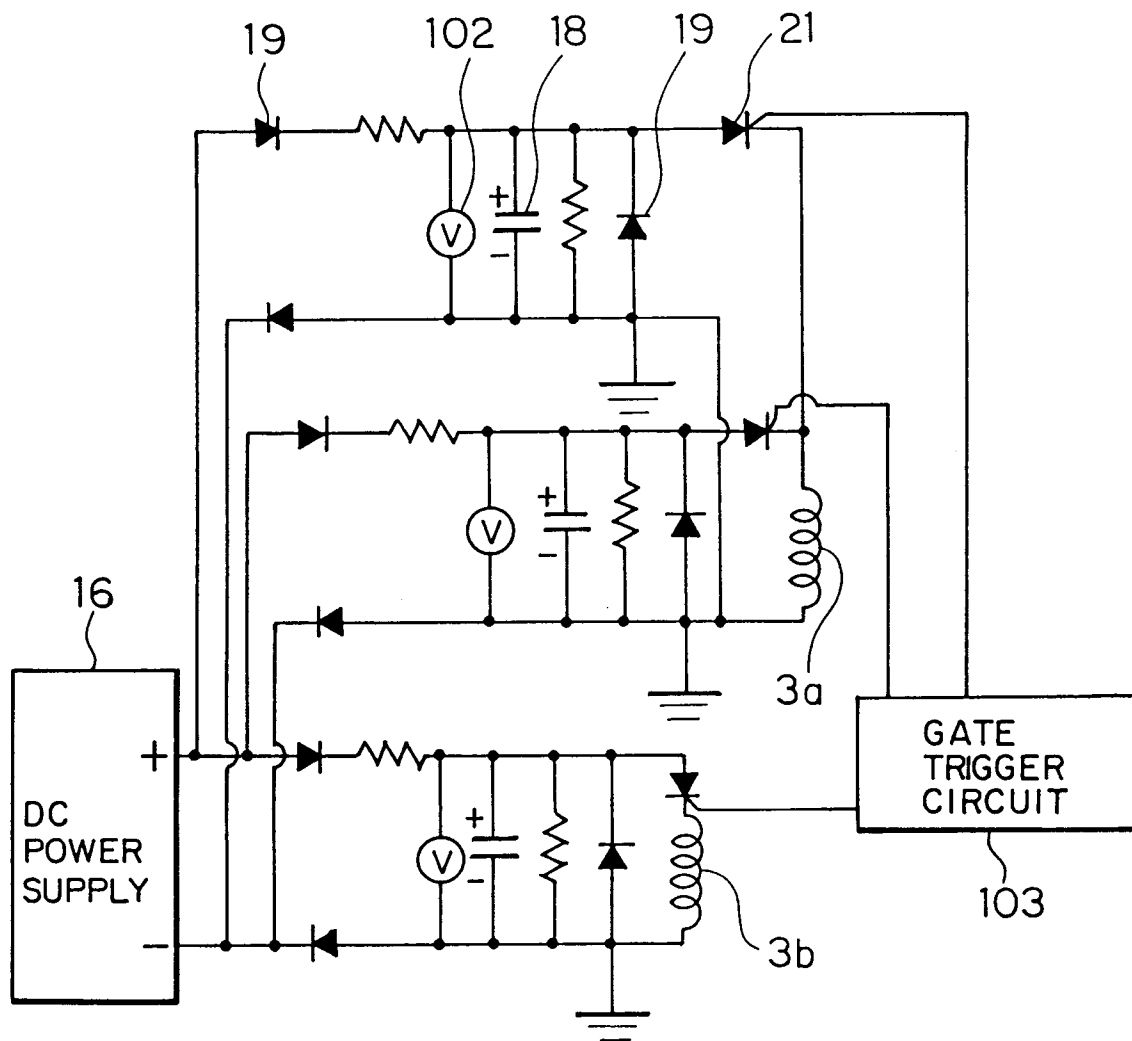 19
102
18
19
21
+
V
-
+
V
-
16
3a
+
DC
POWER
SUPPLY
-
+
V
-
GATE
TRIGGER
CIRCUIT
103
3b